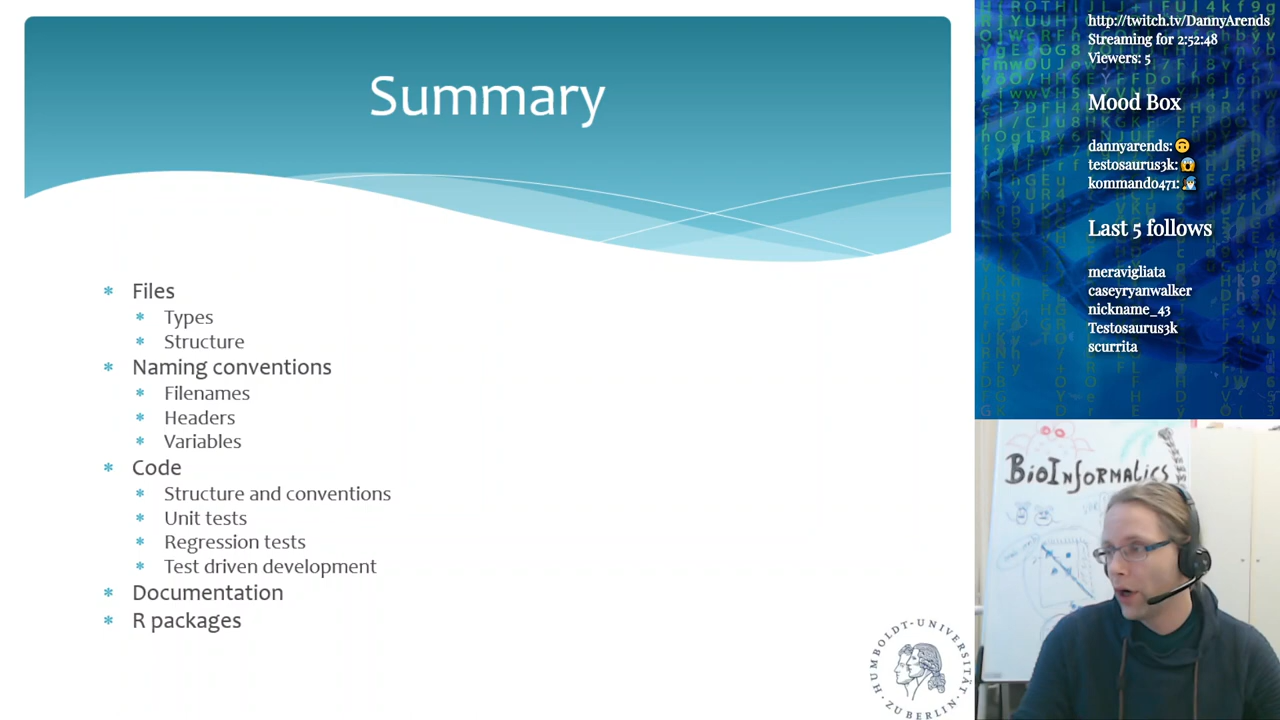 Summary
Files
Types
Structure
Naming conventions
Filenames
Headers
Variables
Code
Structure and conventions
Unit tests
Regression tests
Test driven development
Documentation
R packages
HUMBOLDT-UNIVERSITÄT
ZU BERLIN
http://twitch.tv/DannyArends
Streaming for 2:52:48
Viewers: 5
Mood Box
dannyarends: 🙃
testosaurus3k: 😱
kommando471:
Last 5 follows
meravigliata
caseyryanwalker
nickname_43
Testosaurus3k
scurrita
BioInformatics